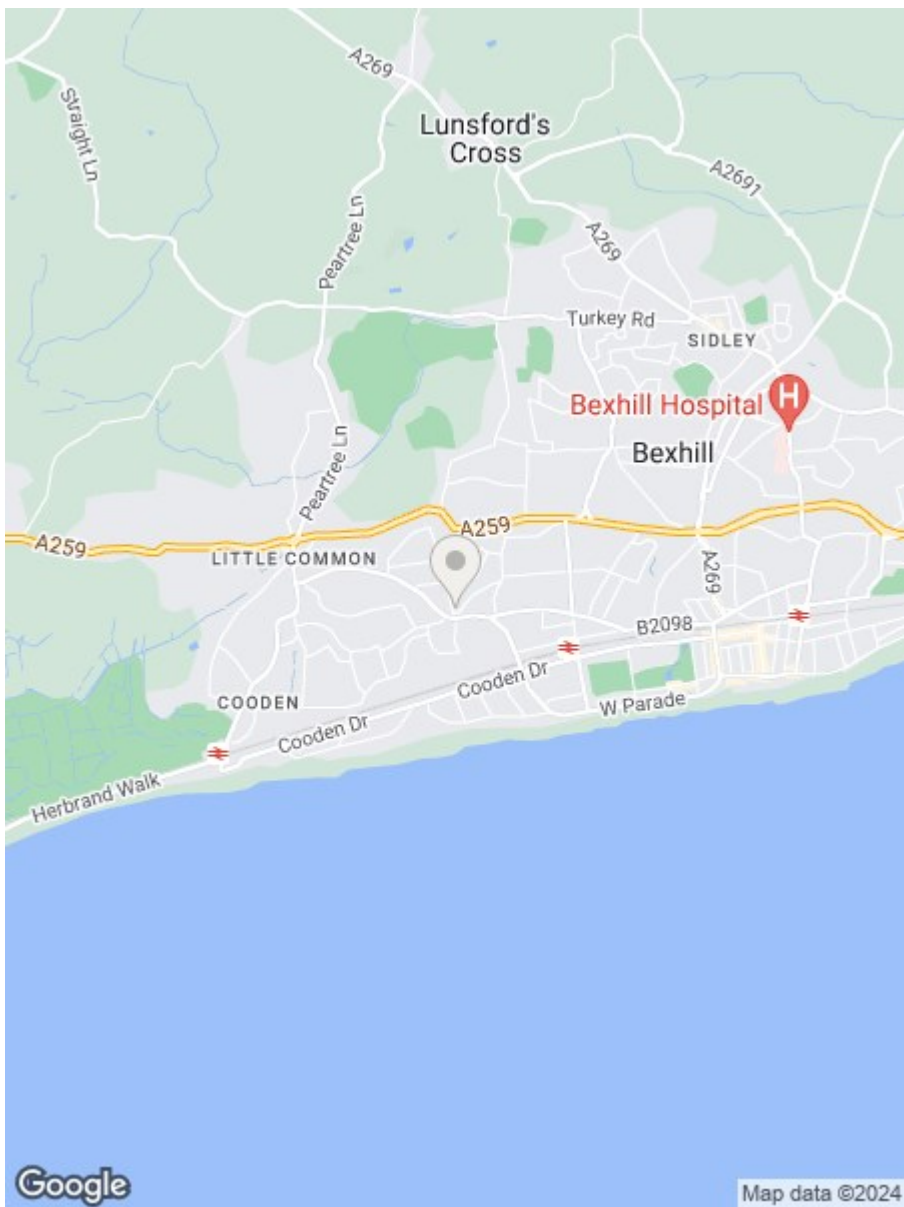 A269
Straight Ln
Lunsford's
Cross
A2691
Peartree Ln
A269
Turkey Rd
SIDLEY
Bexhill Hospital
H
Bexhill
Peartree Ln
A259
A259
LITTLE COMMON
A269
B2098
Cooden Dr
COODEN
W Parade
Cooden Dr
Herbrand Walk
Google
Map data ©2024